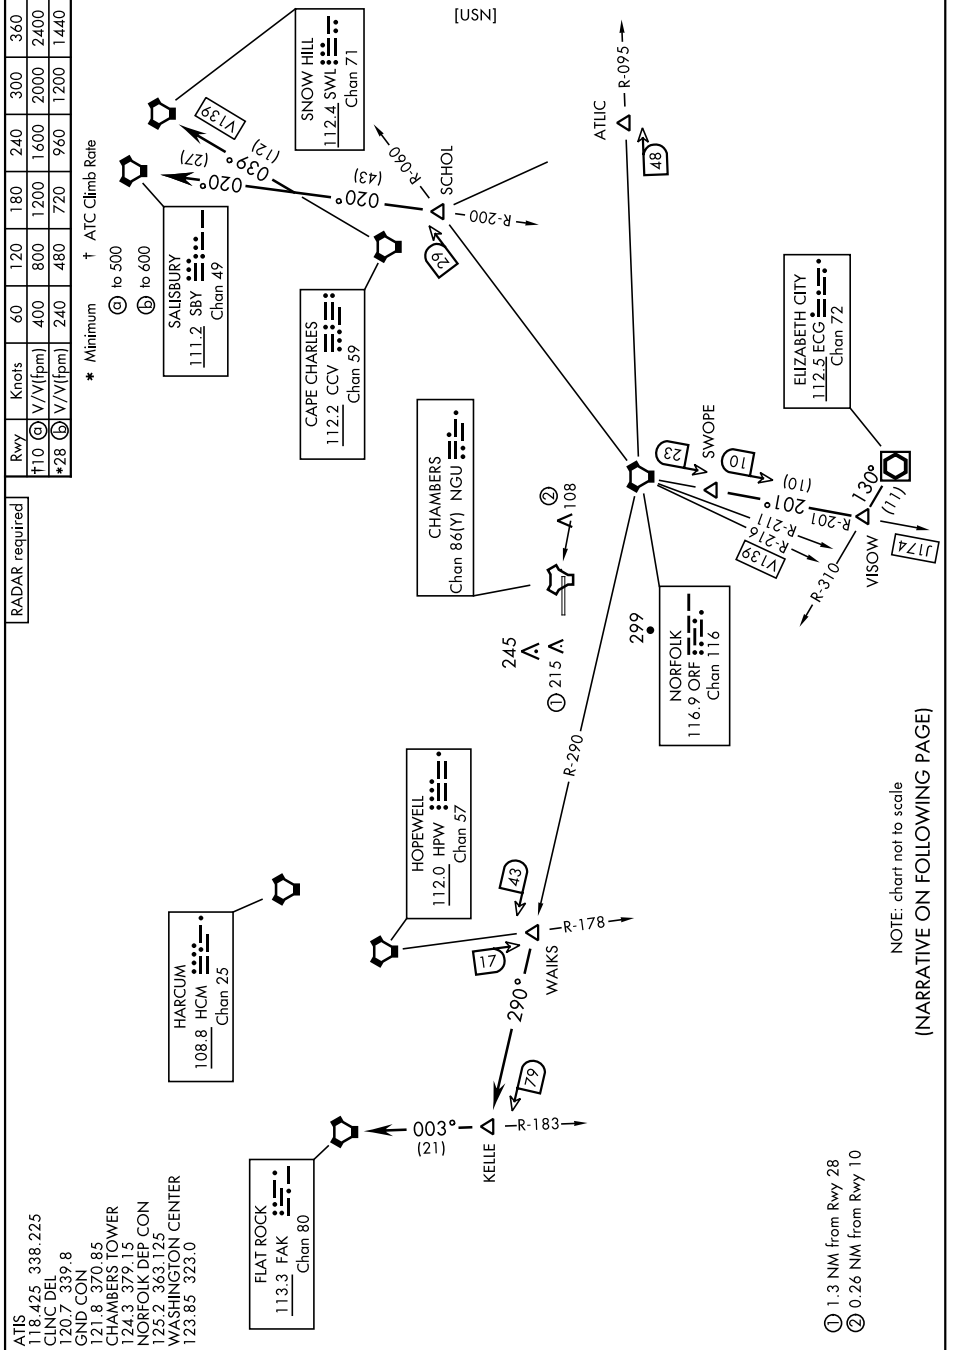 ATIS
118.425 338.225
CLNC DEL
120.7 339.8
GND CON
121.8 370.85
CHAMBERS TOWER
124.3 379.15
NORFOLK DEP CON
125.2 363.125
WASHINGTON CENTER
123.85 323.0
RADAR required
Rwy Knots 60 120 180 240 300 360
†10 ⓐ V/V(fpm) 400 800 1200 1600 2000 2400
*28 ⓑ V/V(fpm) 240 480 720 960 1200 1440
* Minimum † ATC Climb Rate
ⓐ to 500
ⓑ to 600
SALISBURY
111.2 SBY
Chan 49
SNOW HILL
112.4 SWL
Chan 71
[USN]
V139
(27)
020°
039°
(12)
020°
(43)
R-060
SCHOL
R-200
29
CAPE CHARLES
112.2 CCV
Chan 59
HARCUM
108.8 HCM
Chan 25
FLAT ROCK
113.3 FAK
Chan 80
003°
(21)
KELLE
R-183
79
290°
HOPEWELL
112.0 HPW
Chan 57
17
43
WAIKS
R-178
R-290
CHAMBERS
Chan 86(Y) NGU
245
① 215
② 108
299
NORFOLK
116.9 ORF
Chan 116
ATLIC
R-095
48
SWOPE
23
10
(10)
201°
R-201
R-211
R-216
V139
130°
(11)
VISOW
R-310
J174
ELIZABETH CITY
112.5 ECG
Chan 72
① 1.3 NM from Rwy 28
② 0.26 NM from Rwy 10
NOTE: chart not to scale
(NARRATIVE ON FOLLOWING PAGE)